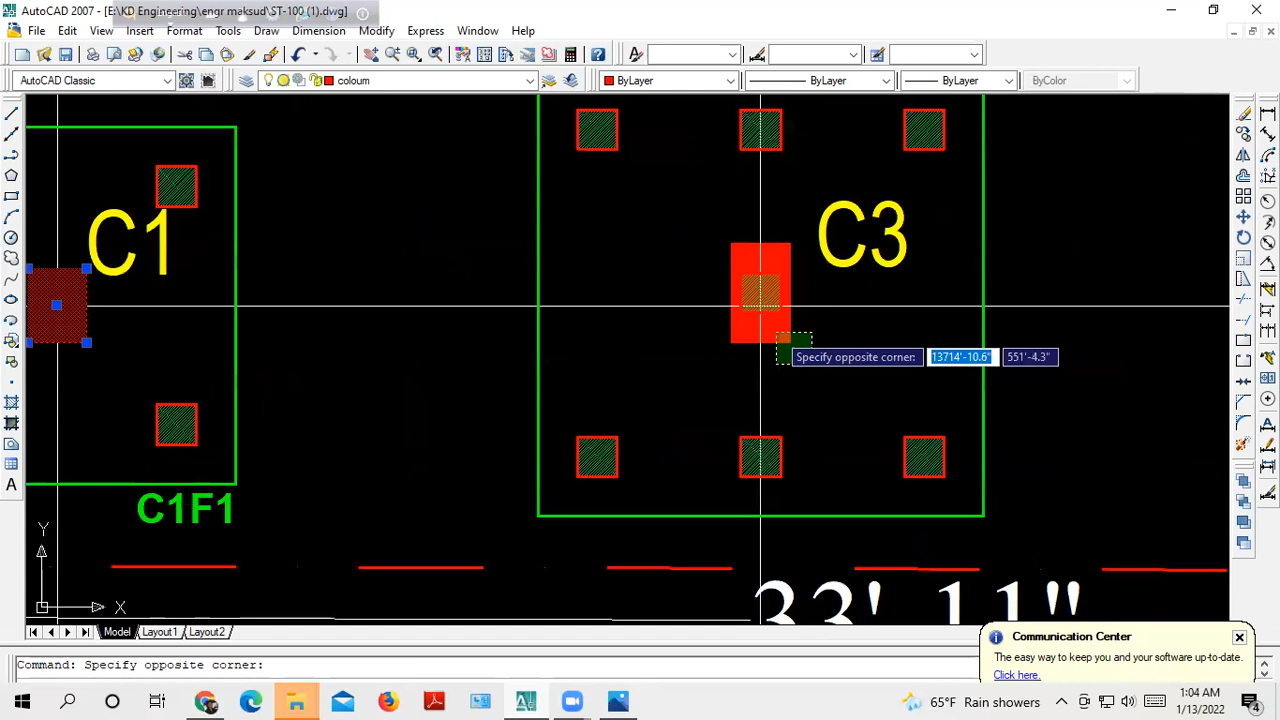 AutoCAD 2007 - [E:\KD Engineering\engr maksud\ST-100 (1).dwg]
File Edit View Insert Format Tools Draw Dimension Modify Express Window Help
AutoCAD Classic coloum ByLayer ByLayer ByLayer ByColor
C1
C3
Specify opposite corner: 13714'-10.6" 551'-4.3"
C1F1
Y
X
33' 11"
Model Layout1 Layout2
Communication Center
The easy way to keep you and your software up-to-date.
Click here.
Command: Specify opposite corner:
65°F Rain showers
1:04 AM
1/13/2022
4